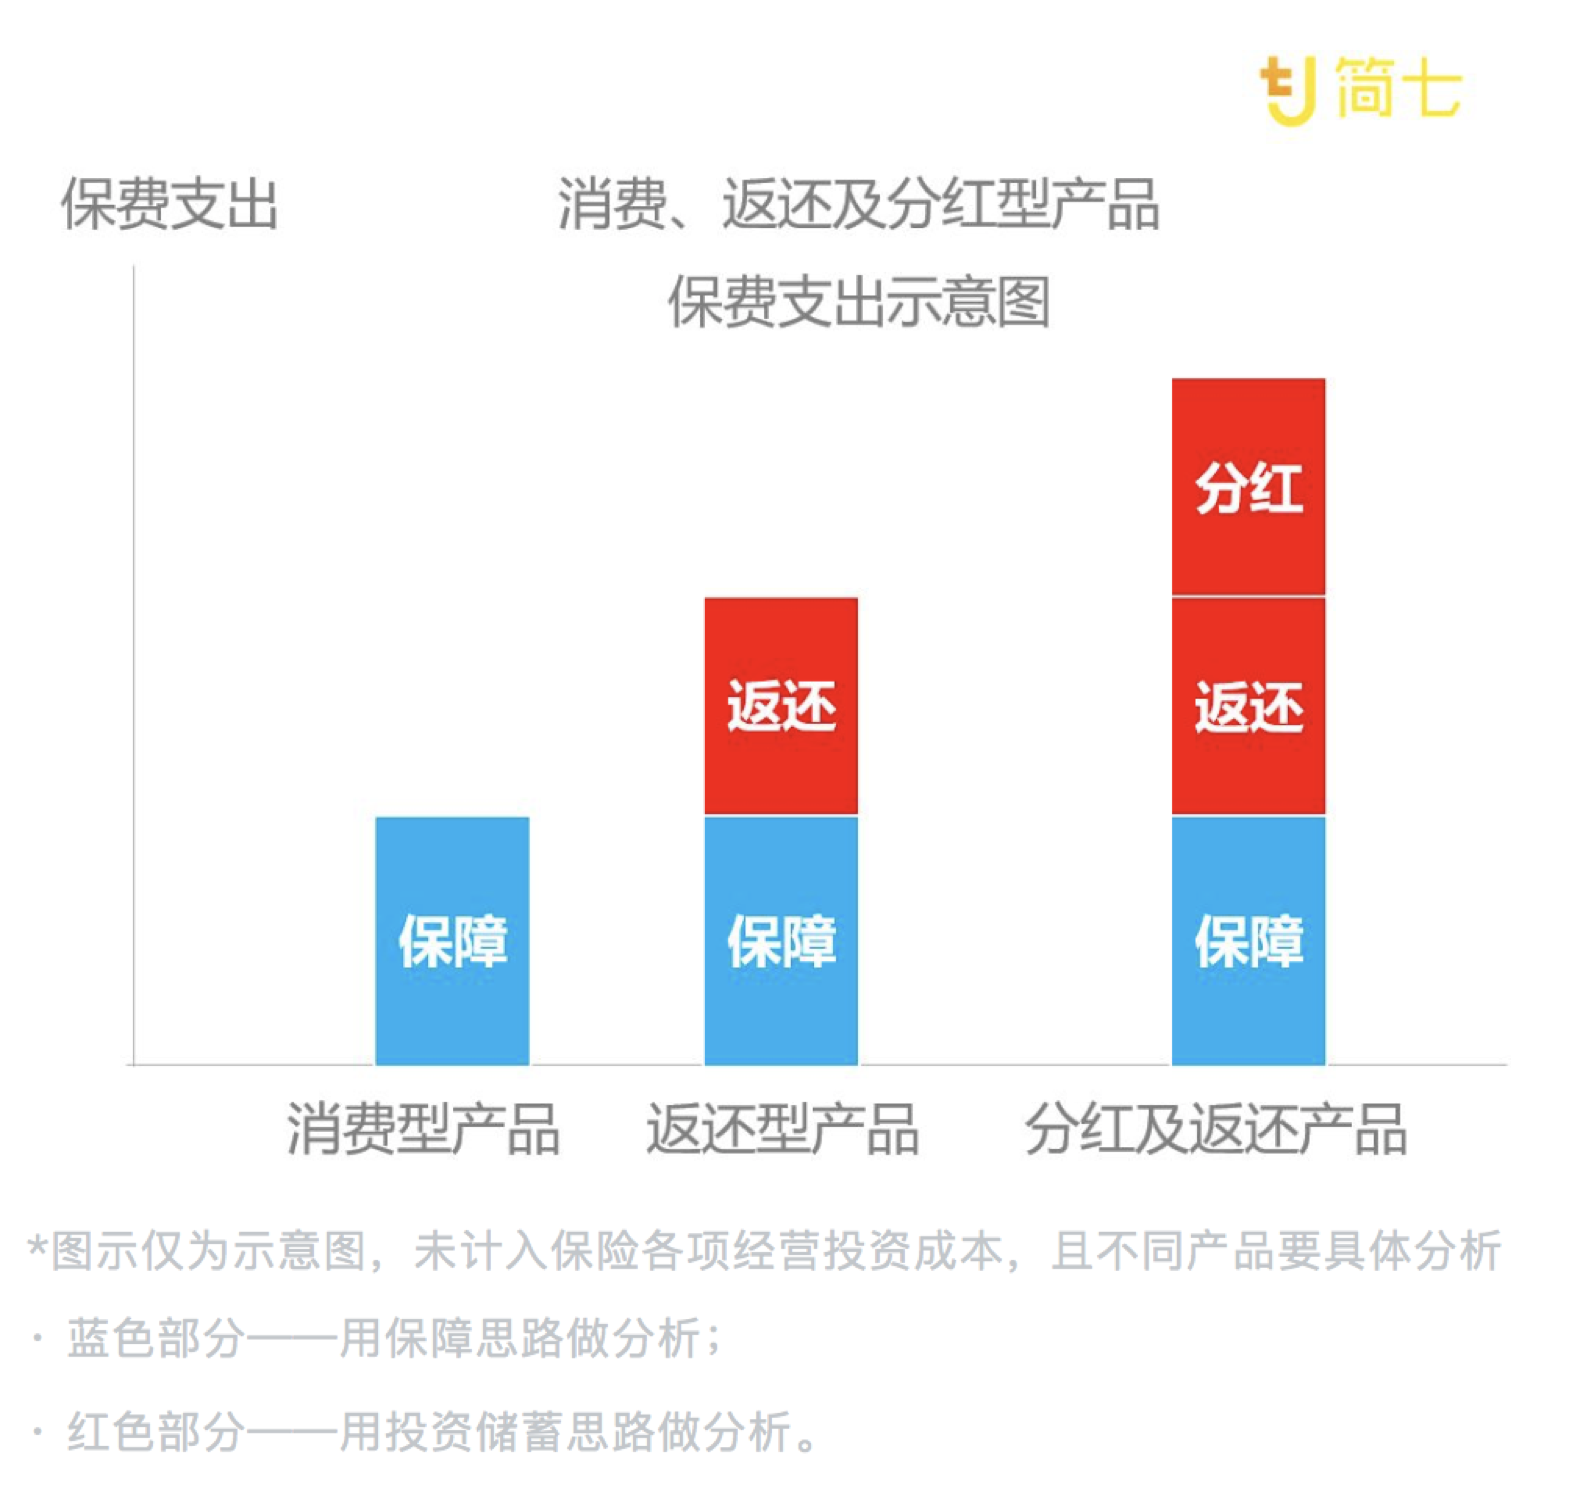 简七
保费支出
消费、返还及分红型产品
保费支出示意图
分红
返还
返还
保障
保障
保障
消费型产品
返还型产品
分红及返还产品
*图示仅为示意图，未计入保险各项经营投资成本，且不同产品要具体分析
· 蓝色部分——用保障思路做分析；
· 红色部分——用投资储蓄思路做分析。